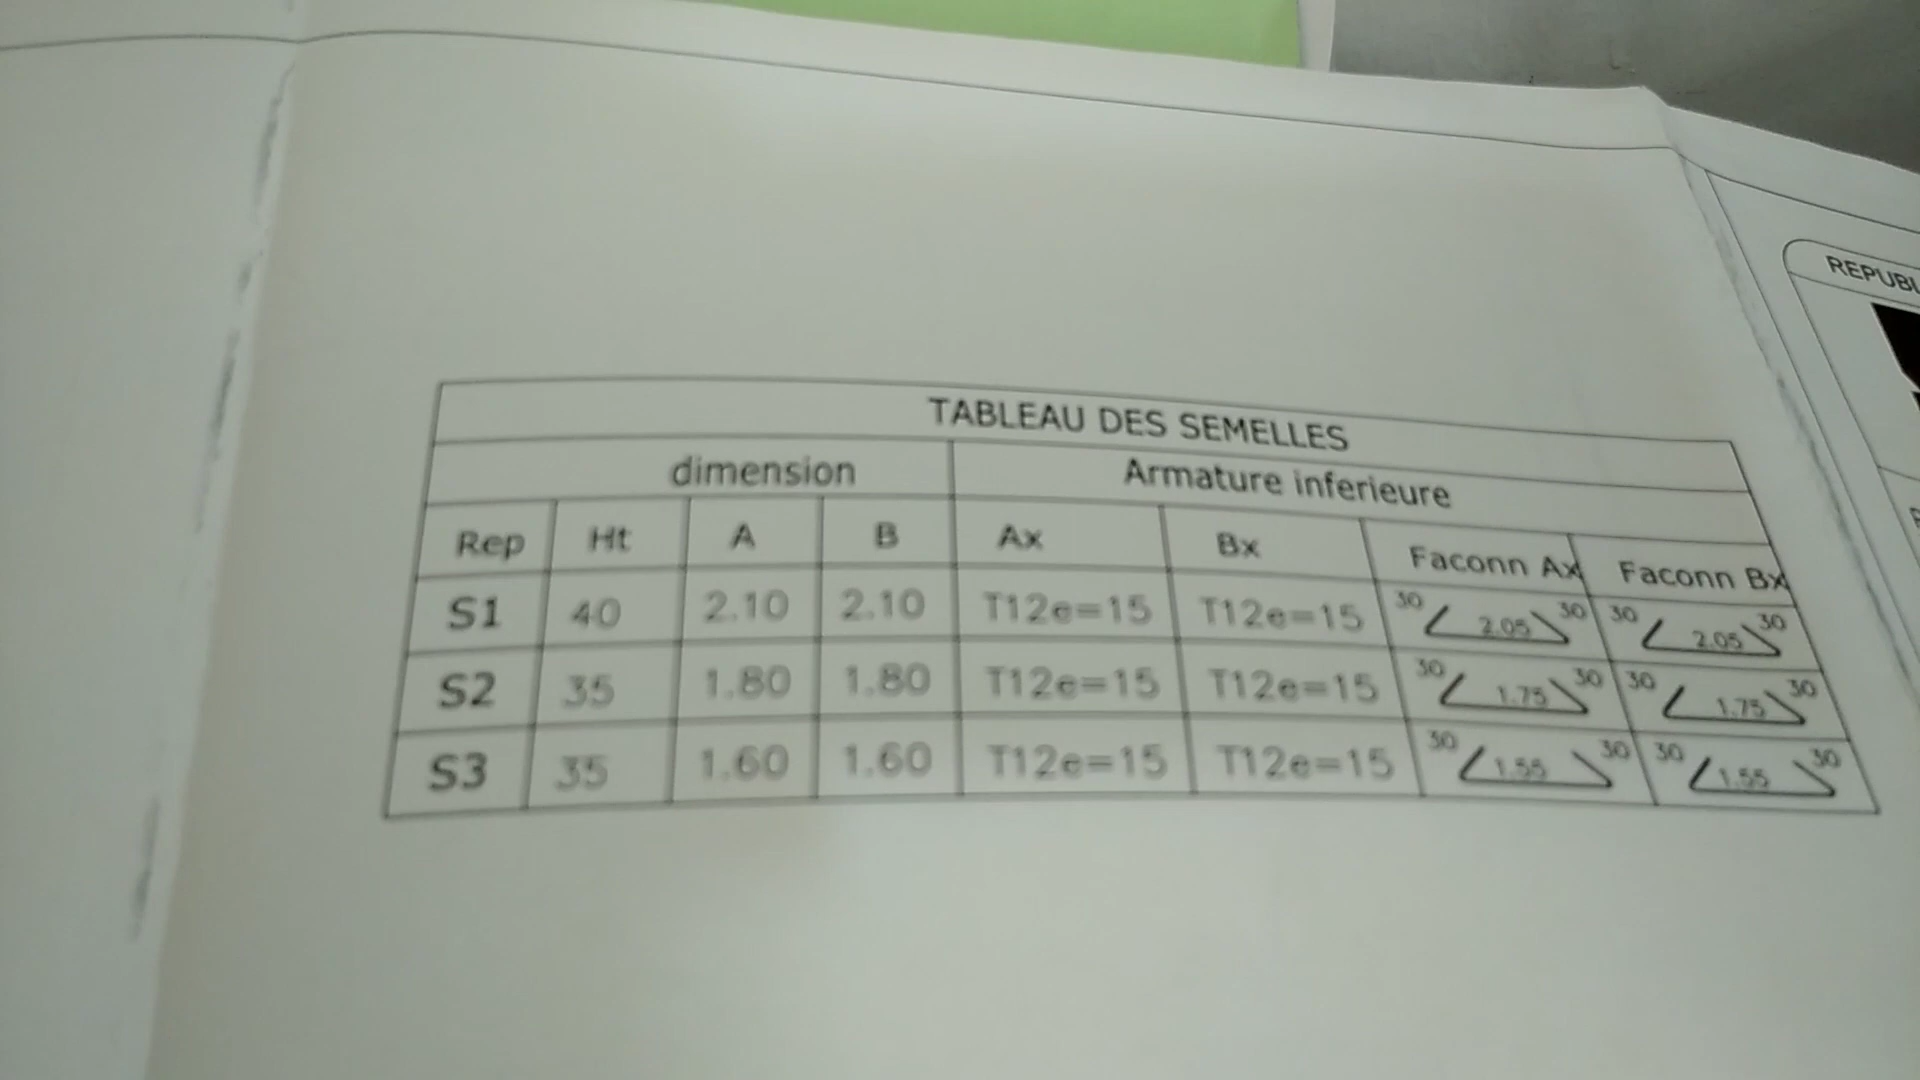 REPUBL
TABLEAU DES SEMELLES
dimension Armature inferieure
Rep Ht A B Ax Bx Faconn Ax Faconn Bx
S1 40 2.10 2.10 T12e=15 T12e=15 30 2.05 30 30 2.05 30
S2 35 1.80 1.80 T12e=15 T12e=15 30 1.75 30 30 1.75 30
S3 35 1.60 1.60 T12e=15 T12e=15 30 1.55 30 30 1.55 30